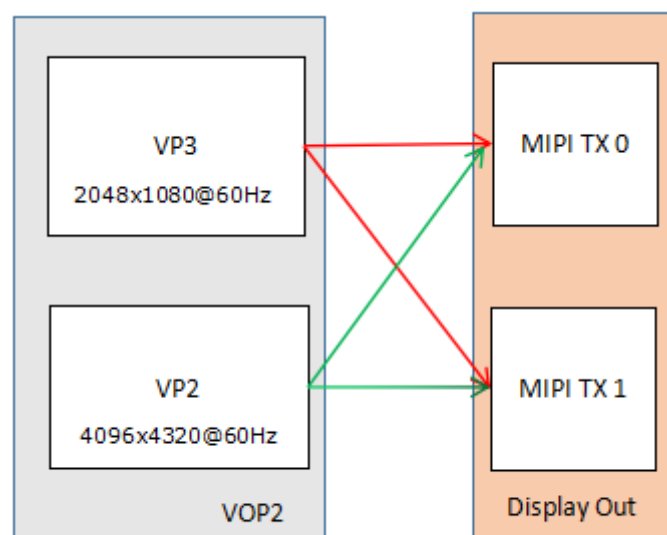 VP3
2048x1080@60Hz
MIPI TX 0
VP2
4096x4320@60Hz
MIPI TX 1
VOP2
Display Out